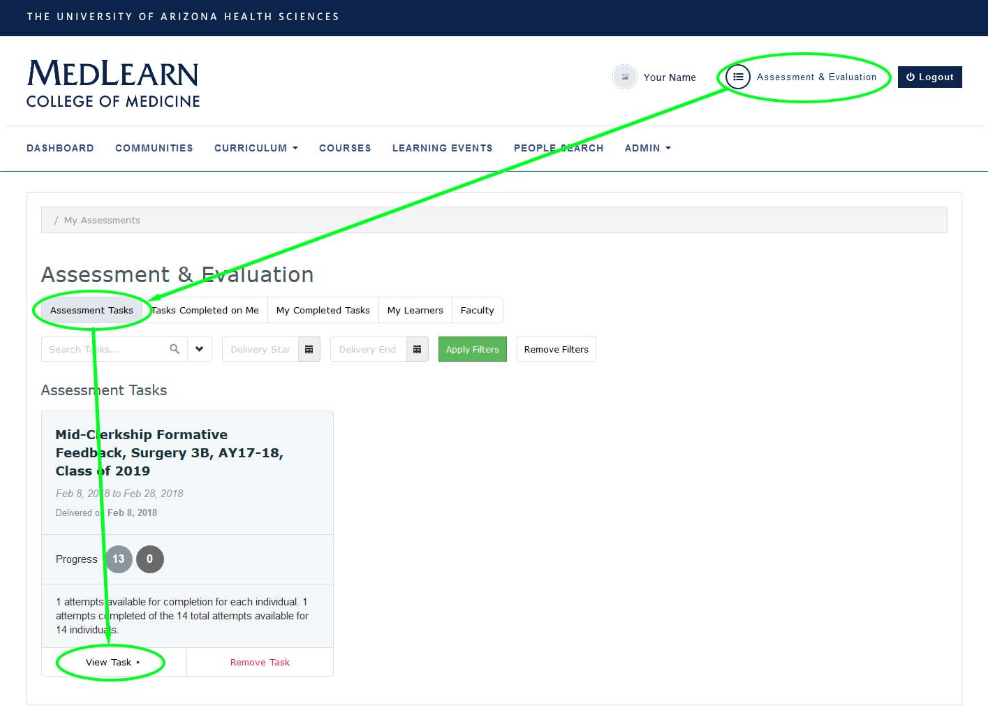 THE UNIVERSITY OF ARIZONA HEALTH SCIENCES
MEDLEARN
COLLEGE OF MEDICINE
Your Name
Assessment & Evaluation
Logout
DASHBOARD COMMUNITIES CURRICULUM COURSES LEARNING EVENTS PEOPLE SEARCH ADMIN
/ My Assessments
Assessment & Evaluation
Assessment Tasks Tasks Completed on Me My Completed Tasks My Learners Faculty
Search Tasks... Delivery Star Delivery End Apply Filters Remove Filters
Assessment Tasks
Mid-Clerkship Formative
Feedback, Surgery 3B, AY17-18,
Class of 2019
Feb 8, 2018 to Feb 28, 2018
Delivered on Feb 8, 2018
Progress 13 0
1 attempts available for completion for each individual. 1
attempts completed of the 14 total attempts available for
14 individuals.
View Task Remove Task